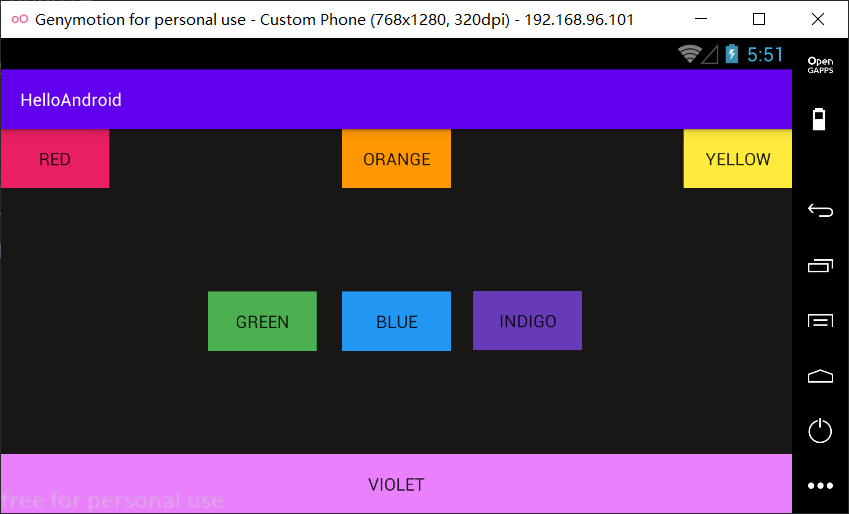 Genymotion for personal use - Custom Phone (768x1280, 320dpi) - 192.168.96.101
5:51
Open
GAPPS
HelloAndroid
RED ORANGE YELLOW
GREEN BLUE INDIGO
VIOLET
free for personal use